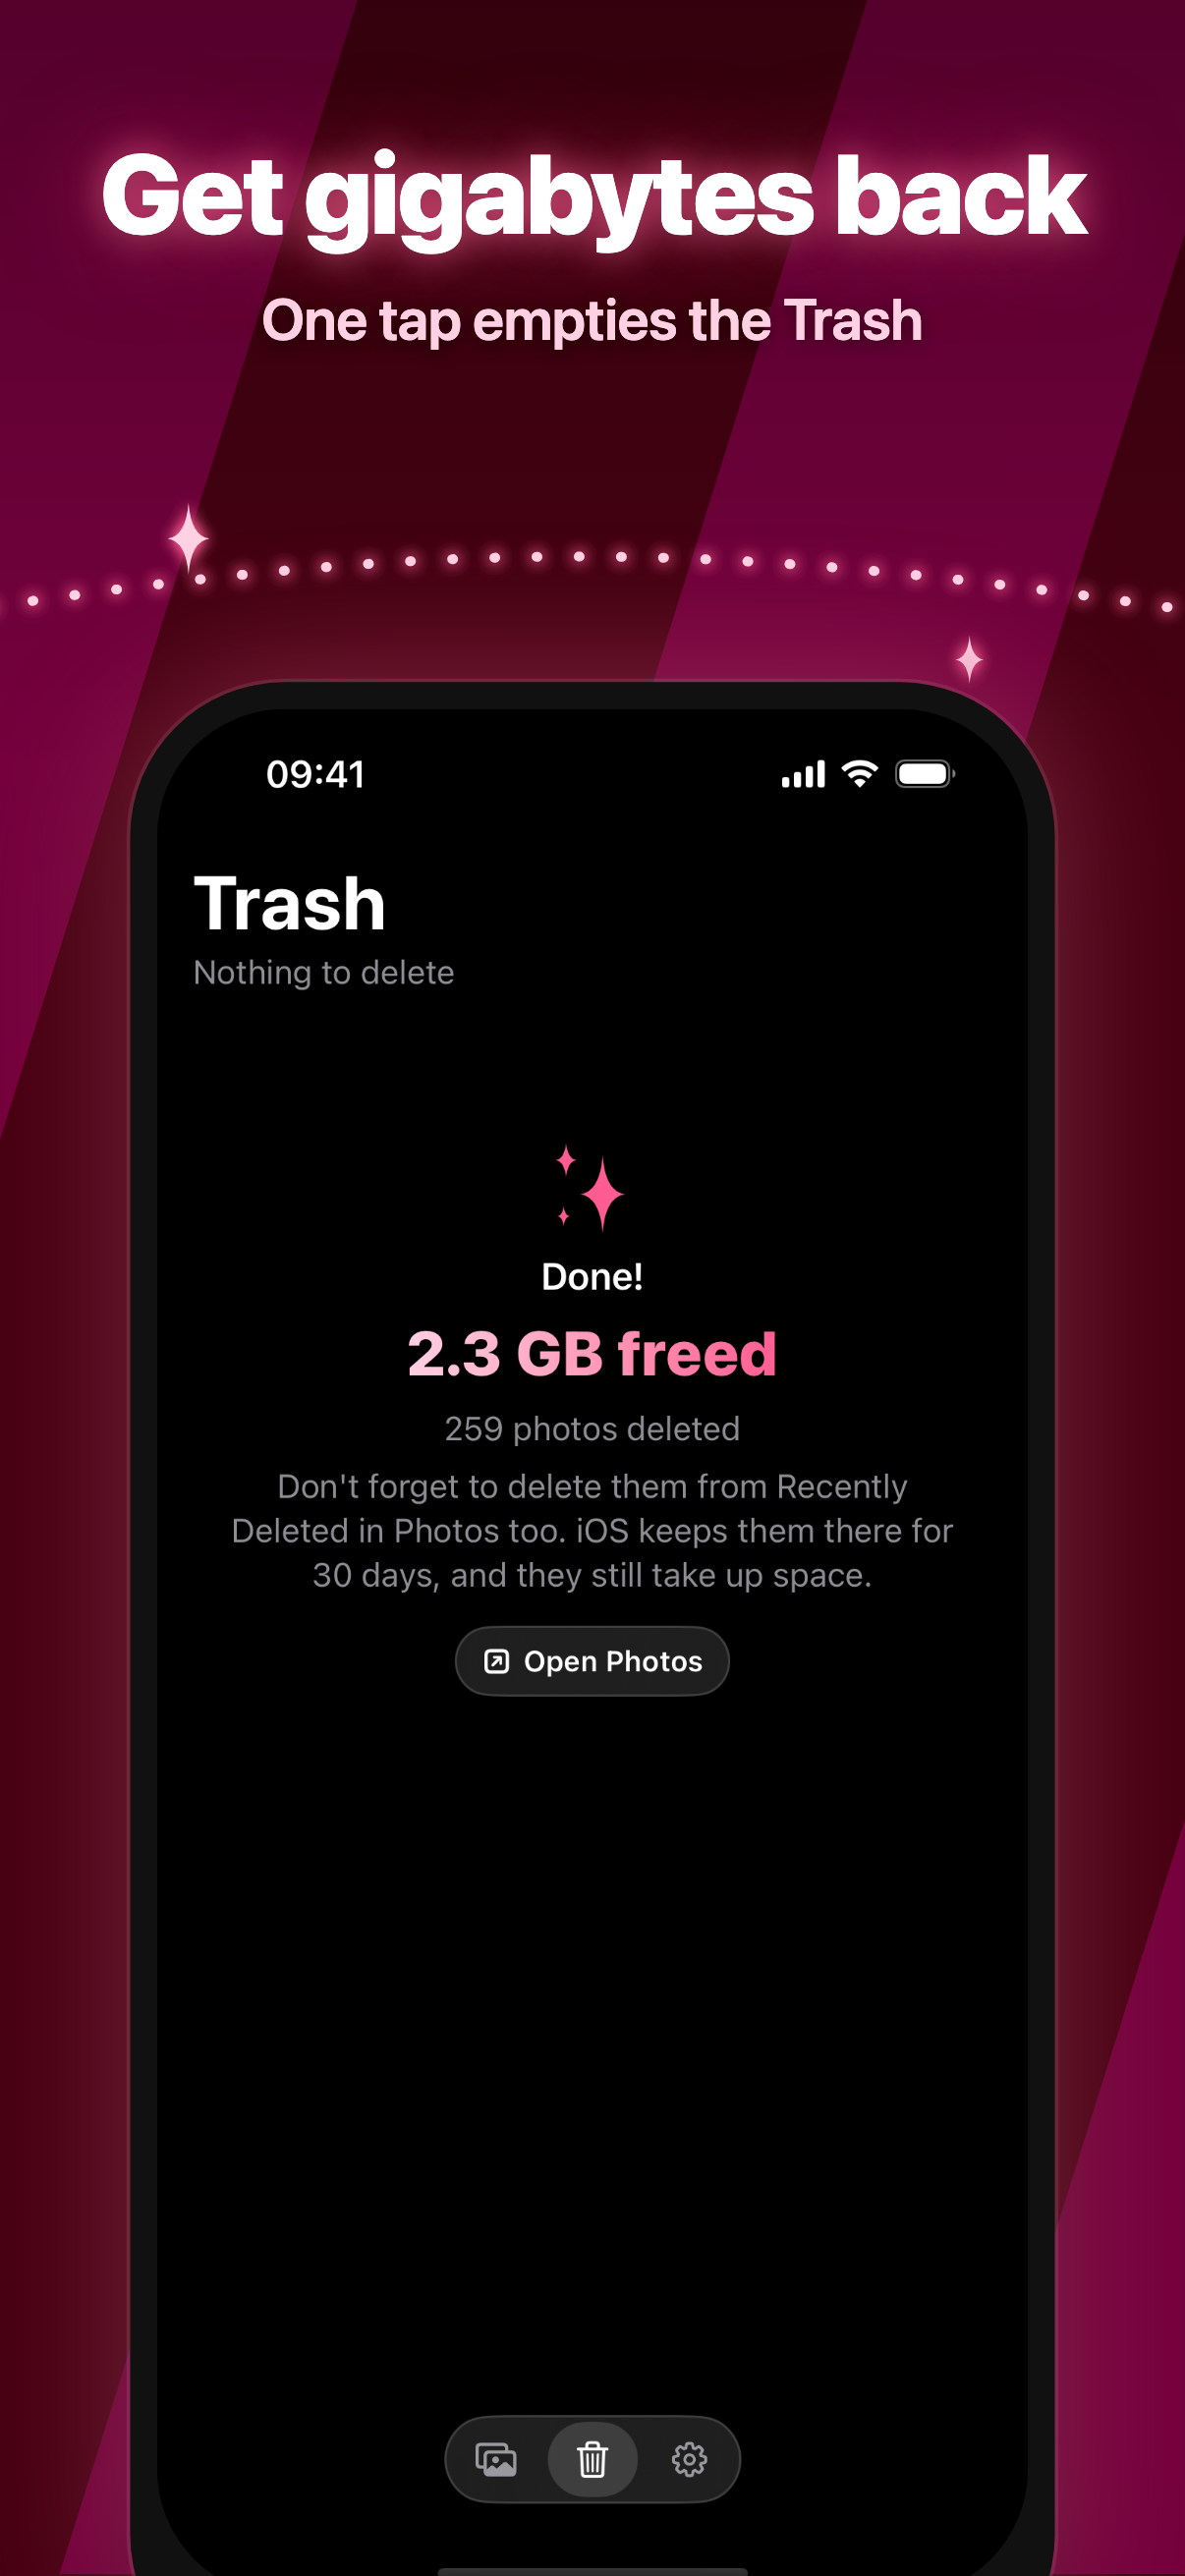 Get gigabytes back
One tap empties the Trash
09:41
Trash
Nothing to delete
Done!
2.3 GB freed
259 photos deleted
Don't forget to delete them from Recently
Deleted in Photos too. iOS keeps them there for
30 days, and they still take up space.
Open Photos